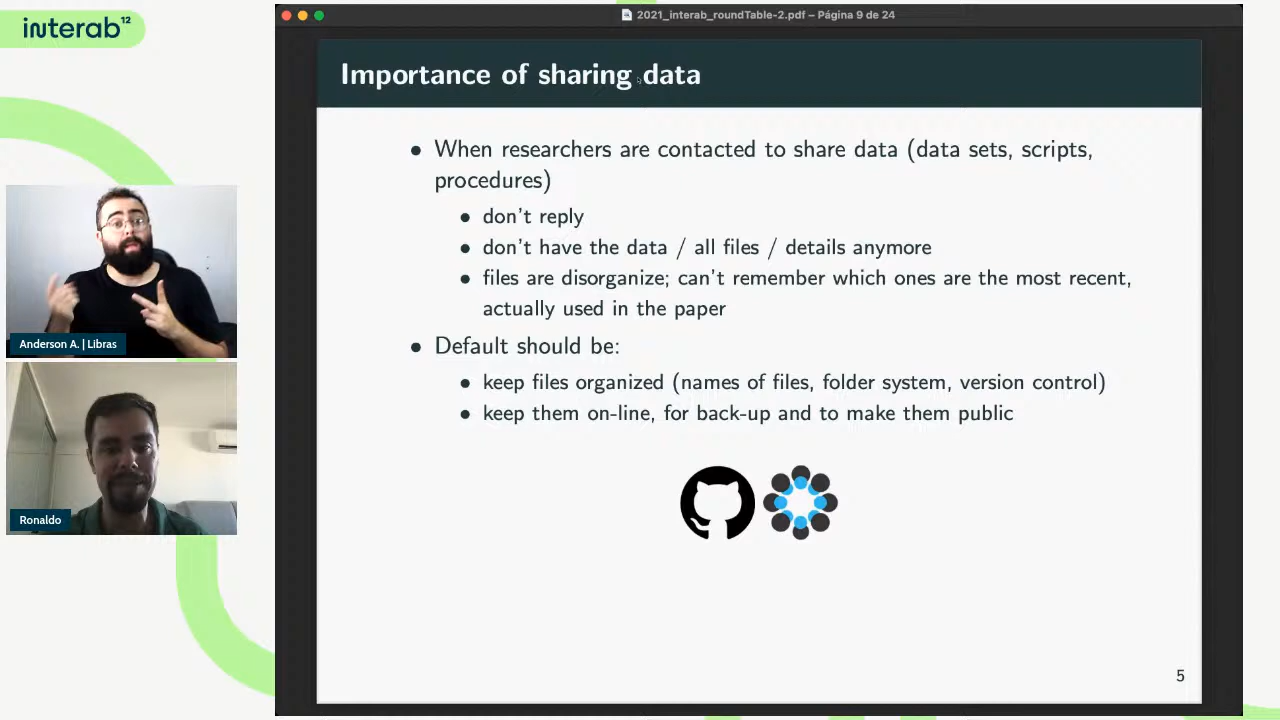 interab¹²
2021_interab_roundTable-2.pdf – Página 9 de 24
Importance of sharing data
• When researchers are contacted to share data (data sets, scripts,
procedures)
• don't reply
• don't have the data / all files / details anymore
• files are disorganize; can't remember which ones are the most recent,
actually used in the paper
• Default should be:
• keep files organized (names of files, folder system, version control)
• keep them on-line, for back-up and to make them public
5
Anderson A. | Libras
Ronaldo